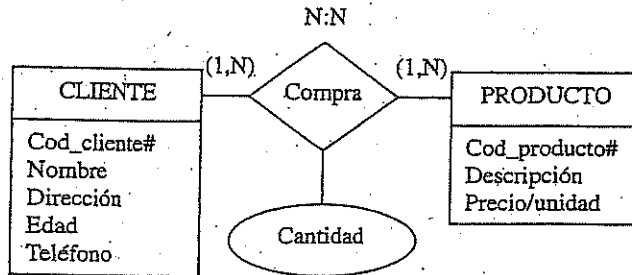 N:N
(1,N)
(1,N)
CLIENTE
Compra
PRODUCTO
Cod_cliente#
Nombre
Dirección
Edad
Teléfono
Cod_producto#
Descripción
Precio/unidad
Cantidad